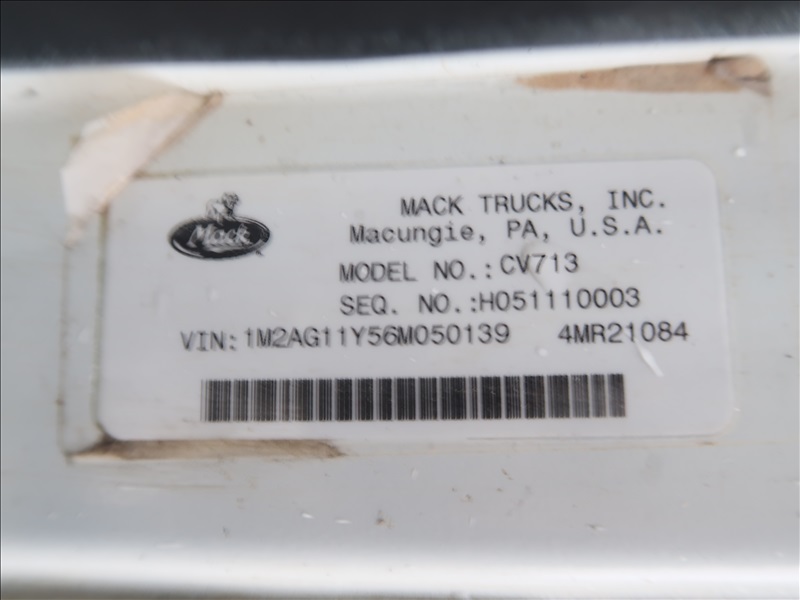 Mack
MACK TRUCKS, INC.
Macungie, PA, U.S.A.
MODEL NO.:CV713
SEQ. NO.:H051110003
VIN:1M2AG11Y56M050139 4MR21084